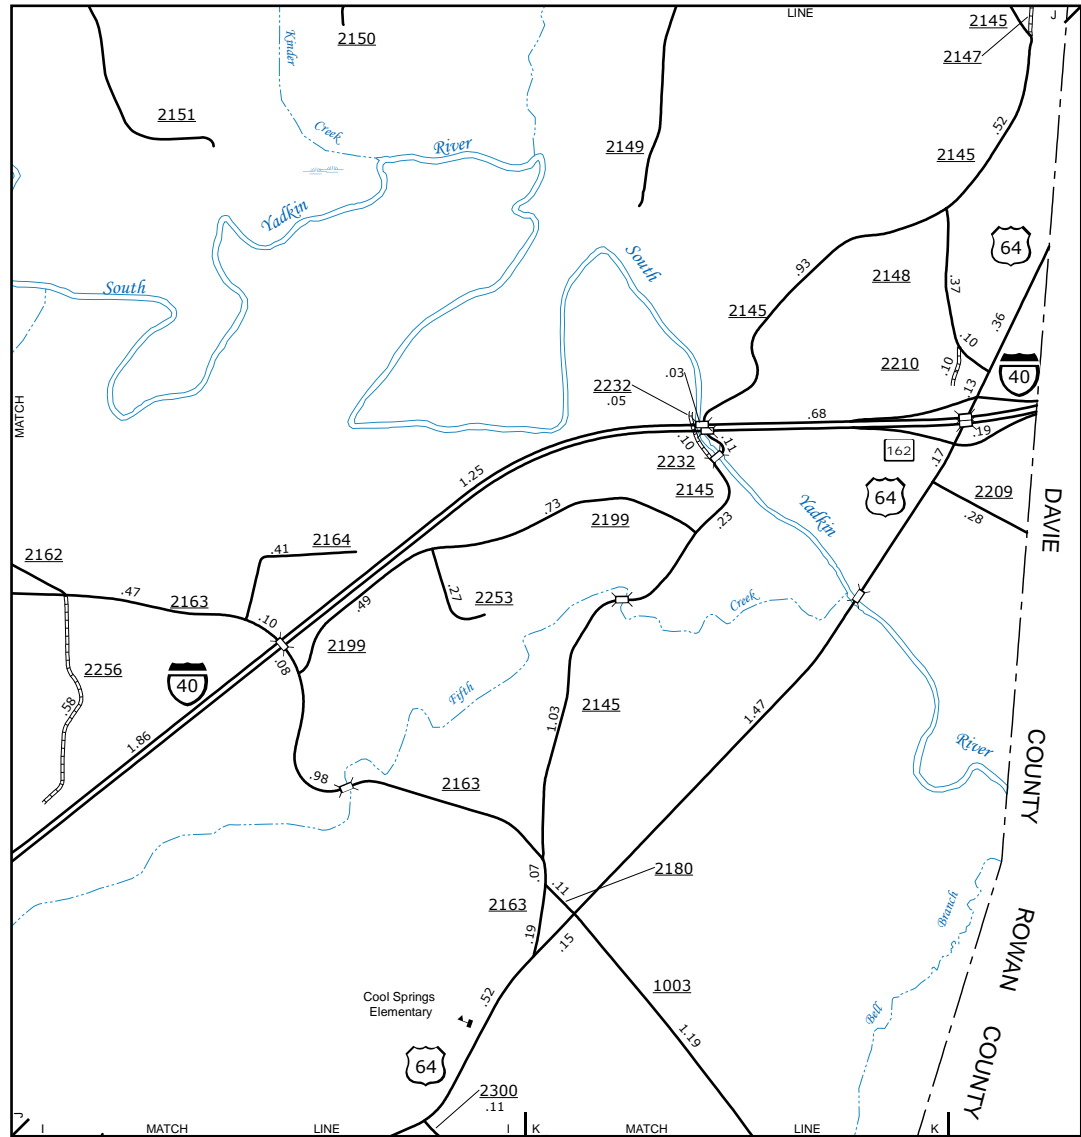 LINE
2145
J
2150
Kinder
2147
2151
Creek
River
.52
2149
2145
Yadkin
64
South
South
.93
2148
.37
2145
.36
.10
2210
.10
40
.03
2232
.05
.13
MATCH
.68
.19
.11
.10
162
.17
2232
1.25
2145
64
2209
Yadkin
DAVIE
.73
2199
.23
.28
2164
.41
2162
.47
2163
.27
2253
Creek
.49
.10
2199
.08
2256
40
Fifth
.58
2145
1.03
1.47
1.86
River
COUNTY
.98
2163
.07
2180
.11
2163
Branch
.19
.15
ROWAN
1003
Cool Springs
Elementary
.52
Bell
1.19
COUNTY
64
2300
.11
J
I
MATCH
LINE
I
K
MATCH
LINE
K